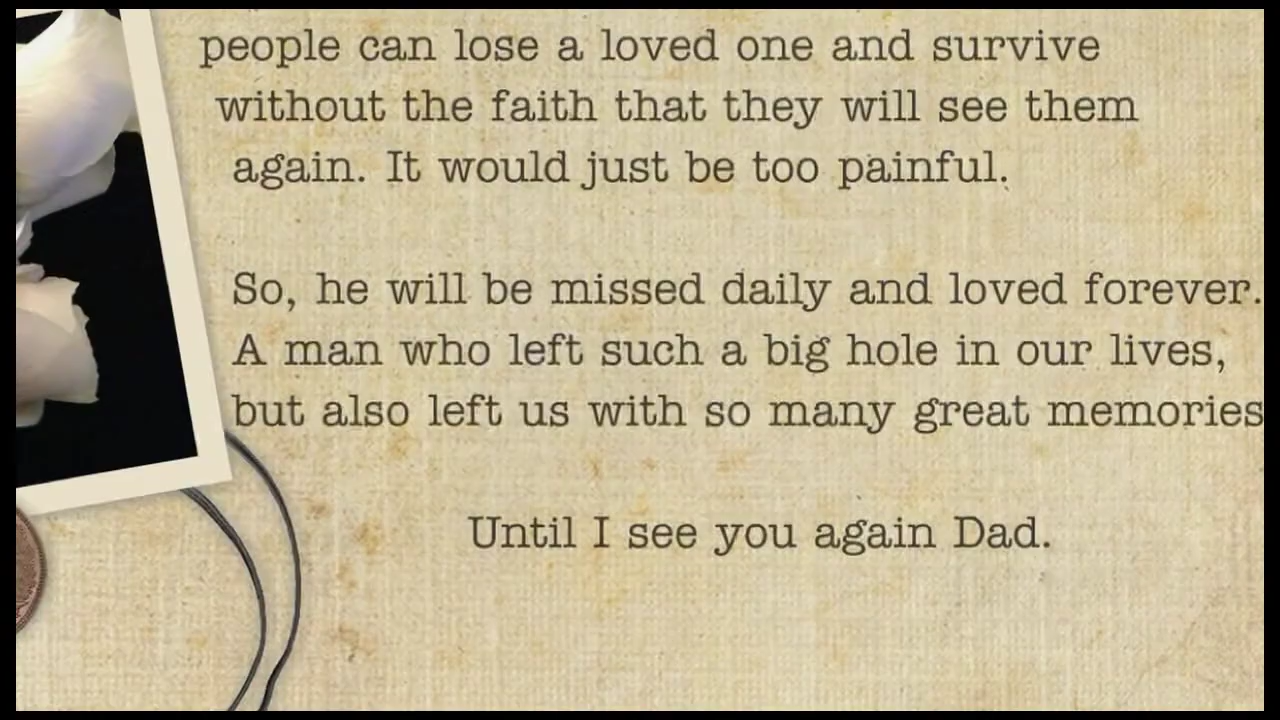 people can lose a loved one and survive
without the faith that they will see them
again. It would just be too painful.
So, he will be missed daily and loved forever.
A man who left such a big hole in our lives,
but also left us with so many great memories
Until I see you again Dad.